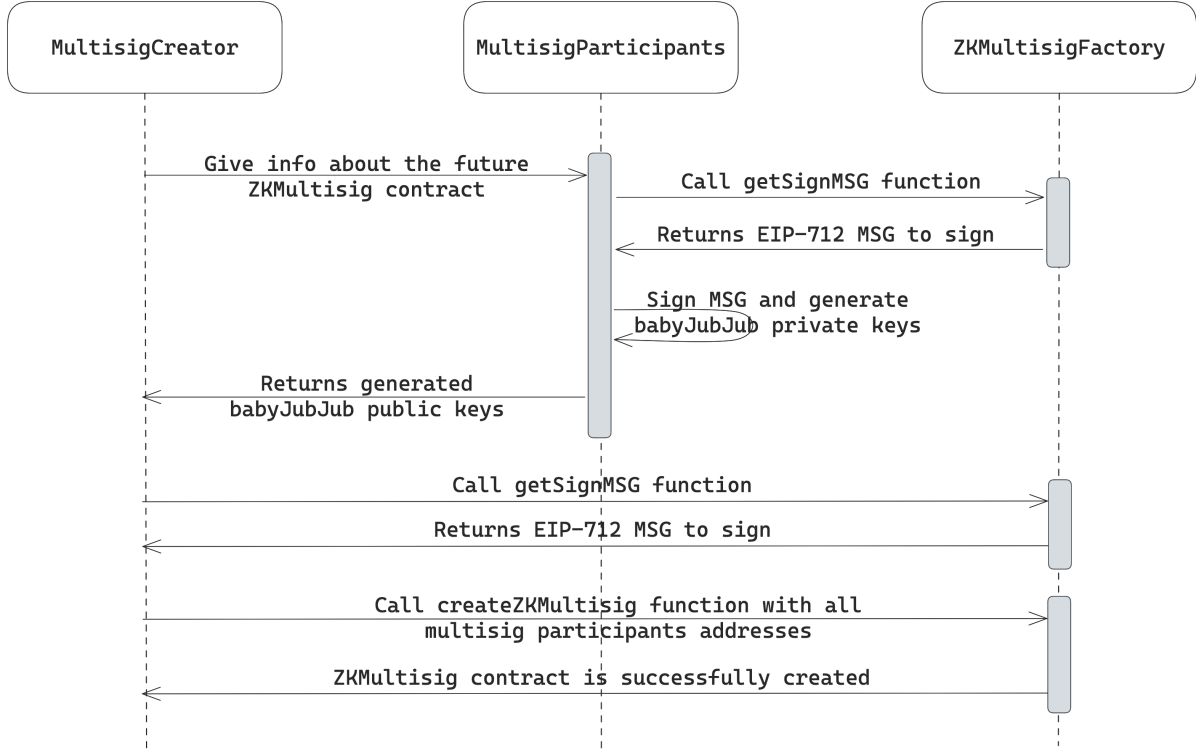 MultisigCreator
MultisigParticipants
ZKMultisigFactory
Give info about the future
ZKMultisig contract
Call getSignMSG function
Returns EIP-712 MSG to sign
Sign MSG and generate
babyJubJub private keys
Returns generated
babyJubJub public keys
Call getSignMSG function
Returns EIP-712 MSG to sign
Call createZKMultisig function with all
multisig participants addresses
ZKMultisig contract is successfully created